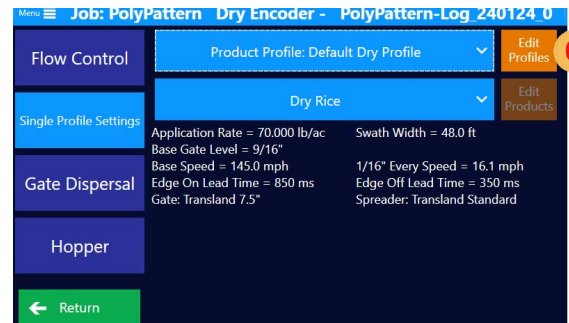 Menu ≡ Job: PolyPattern Dry Encoder - PolyPattern-Log_240124_0
Flow Control
Product Profile: Default Dry Profile
Edit
Profiles
Single Profile Settings
Dry Rice
Edit
Products
Application Rate = 70.000 lb/ac Swath Width = 48.0 ft
Base Gate Level = 9/16"
Base Speed = 145.0 mph 1/16" Every Speed = 16.1 mph
Edge On Lead Time = 850 ms Edge Off Lead Time = 350 ms
Gate: Transland 7.5" Spreader: Transland Standard
Gate Dispersal
Hopper
Return